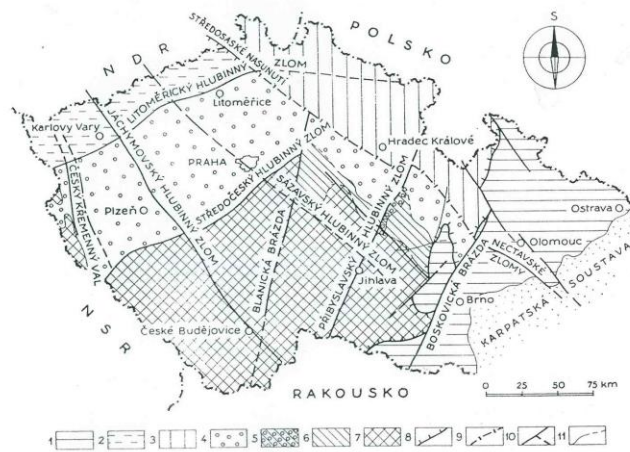 POLSKO
NDR
STŘEDOSASKÉ NASUNUTÍ
LITOMĚŘICKÝ HLUBINNÝ ZLOM
Litoměřice
Karlovy Vary
JÁCHYMOVSKÝ HLUBINNÝ ZLOM
Hradec Králové
PRAHA
ČESKÝ KŘEMENNÝ VAL
STŘEDOČESKÝ HLUBINNÝ ZLOM
Plzeň
SÁZAVSKÝ HLUBINNÝ ZLOM
Ostrava
Olomouc
NECTAVSKÉ ZLOMY
BLANICKÁ BRÁZDA
PŘIBYSLAVSKÝ HLUBINNÝ ZLOM
Jihlava
BOSKOVICKÁ BRÁZDA
Brno
KARPATSKÁ SOUSTAVA
NSR
České Budějovice
RAKOUSKO
0 25 50 75 km
1 2 3 4 5 6 7 8 9 10 11